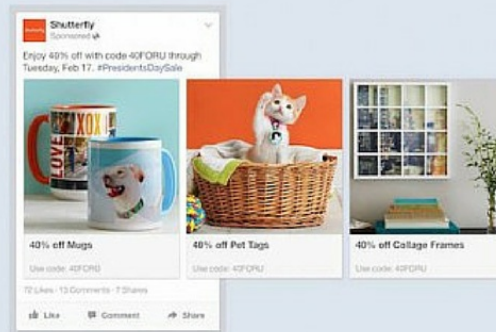 Shutterfly
Sponsored
Enjoy 40% off with code 40FORU through
Tuesday, Feb 17. #PresidentsDaySale
LOVE
XOX
40% off Mugs
Use code: 40FORU
40% off Pet Tags
Use code: 40FORU
40% off Collage Frames
Use code: 40FORU
72 Likes · 13 Comments · 7 Shares
Like Comment Share